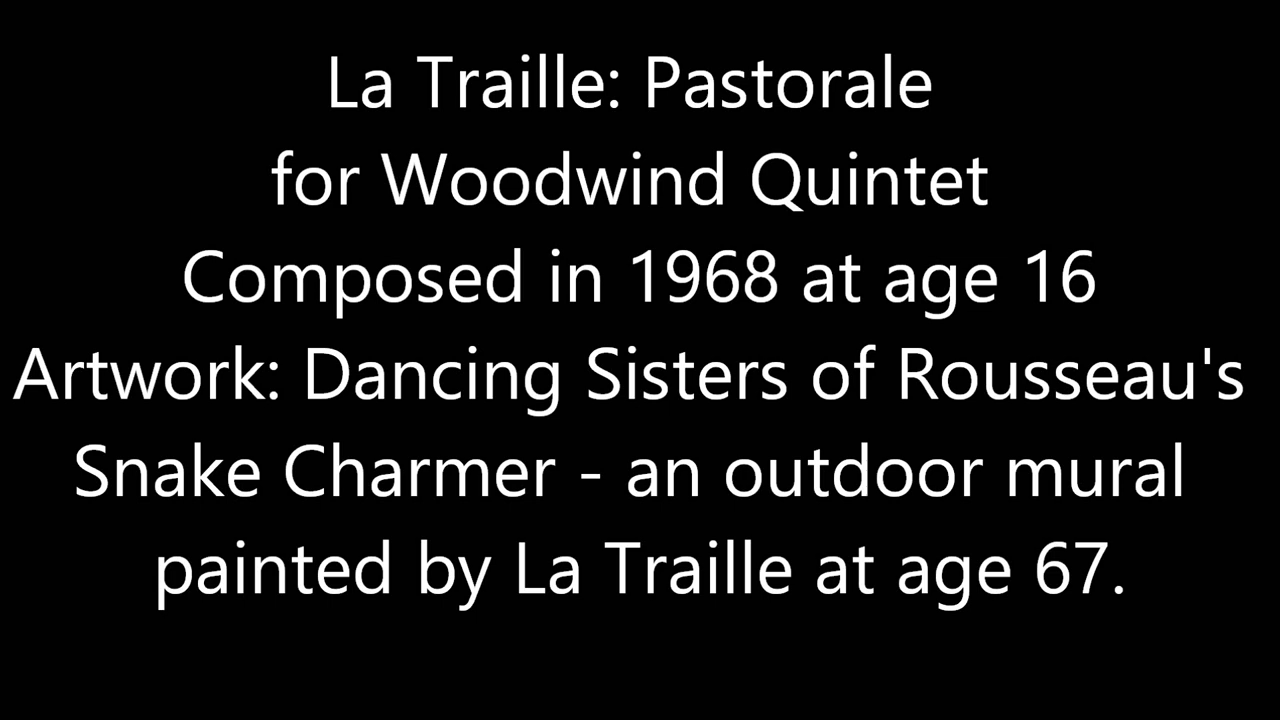 La Traille: Pastorale
for Woodwind Quintet
Composed in 1968 at age 16
Artwork: Dancing Sisters of Rousseau's
Snake Charmer - an outdoor mural
painted by La Traille at age 67.